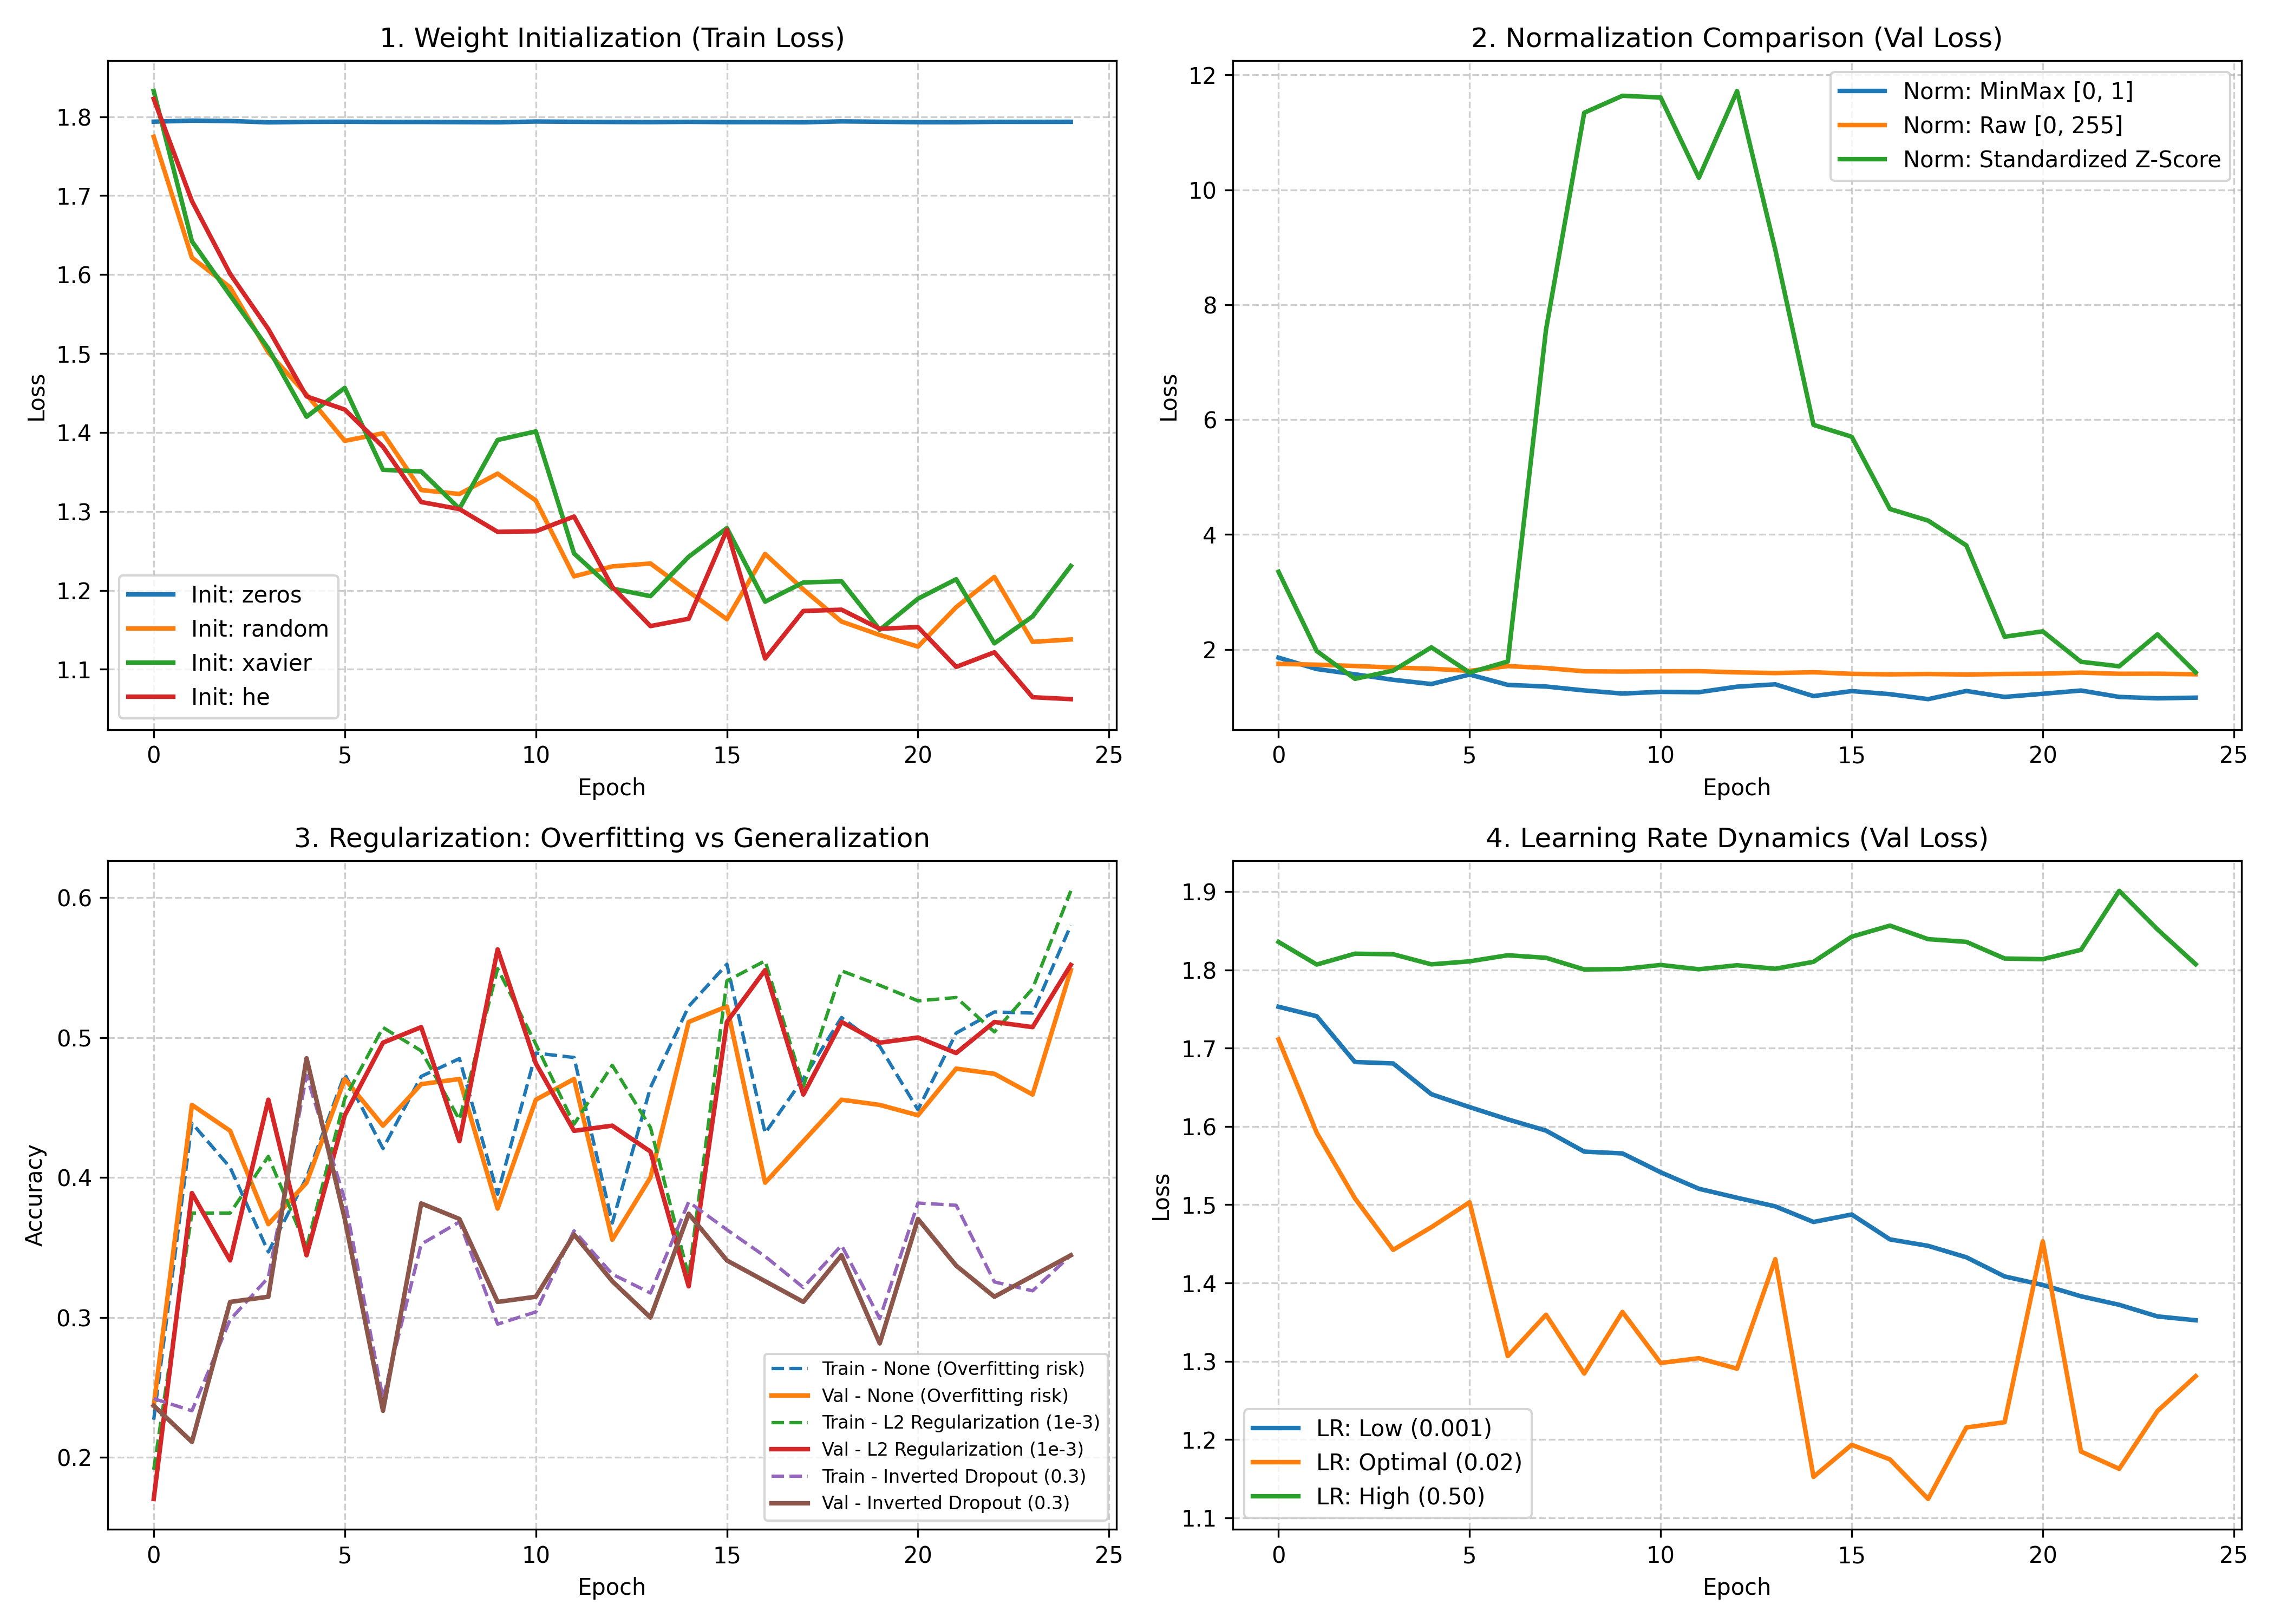 1. Weight Initialization (Train Loss)
1.8
1.7
1.6
1.5
1.4
1.3
1.2
1.1
Loss
Init: zeros
Init: random
Init: xavier
Init: he
0 5 10 15 20 25
Epoch
2. Normalization Comparison (Val Loss)
12
10
8
6
4
2
Loss
Norm: MinMax [0, 1]
Norm: Raw [0, 255]
Norm: Standardized Z-Score
0 5 10 15 20 25
Epoch
3. Regularization: Overfitting vs Generalization
0.6
0.5
0.4
0.3
0.2
Accuracy
Train - None (Overfitting risk)
Val - None (Overfitting risk)
Train - L2 Regularization (1e-3)
Val - L2 Regularization (1e-3)
Train - Inverted Dropout (0.3)
Val - Inverted Dropout (0.3)
0 5 10 15 20 25
Epoch
4. Learning Rate Dynamics (Val Loss)
1.9
1.8
1.7
1.6
1.5
1.4
1.3
1.2
1.1
Loss
LR: Low (0.001)
LR: Optimal (0.02)
LR: High (0.50)
0 5 10 15 20 25
Epoch